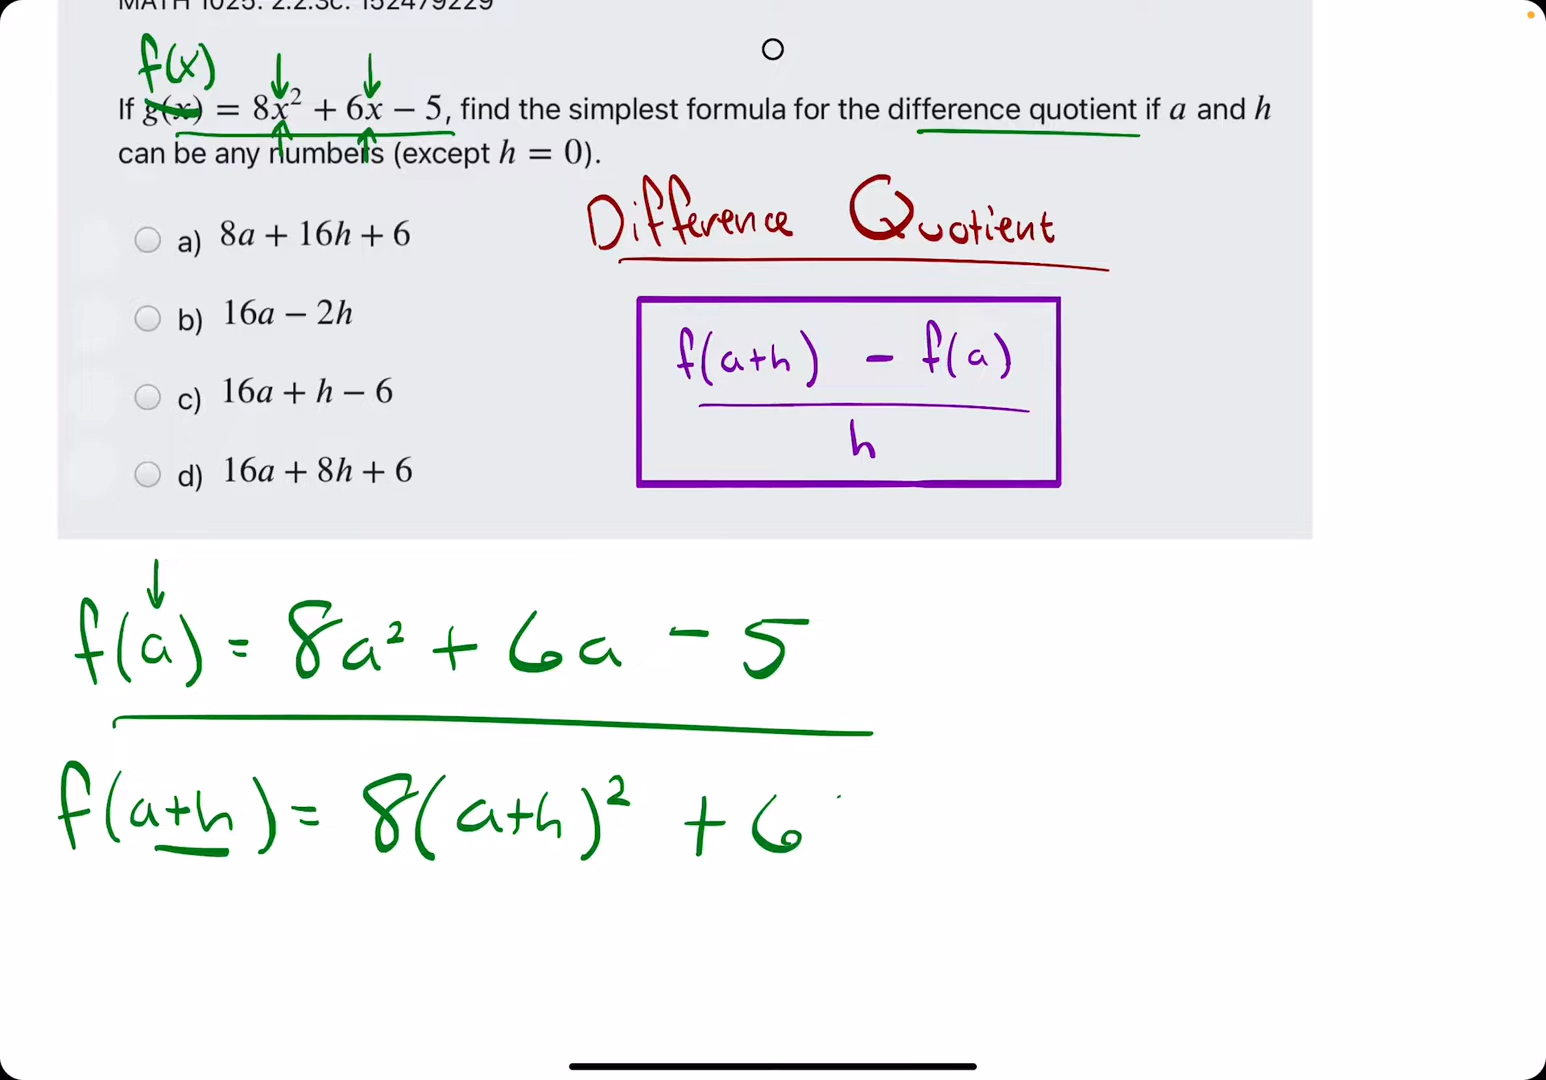 MATH 1025: 2.2.3c: 152479229
f(x)
If g(x) = 8x² + 6x − 5, find the simplest formula for the difference quotient if a and h
can be any numbers (except h = 0).
Difference Quotient
a) 8a + 16h + 6
b) 16a − 2h
c) 16a + h − 6
d) 16a + 8h + 6
f(a+h) - f(a)
h
f(a) = 8a² + 6a - 5
f(a+h) = 8(a+h)² + 6